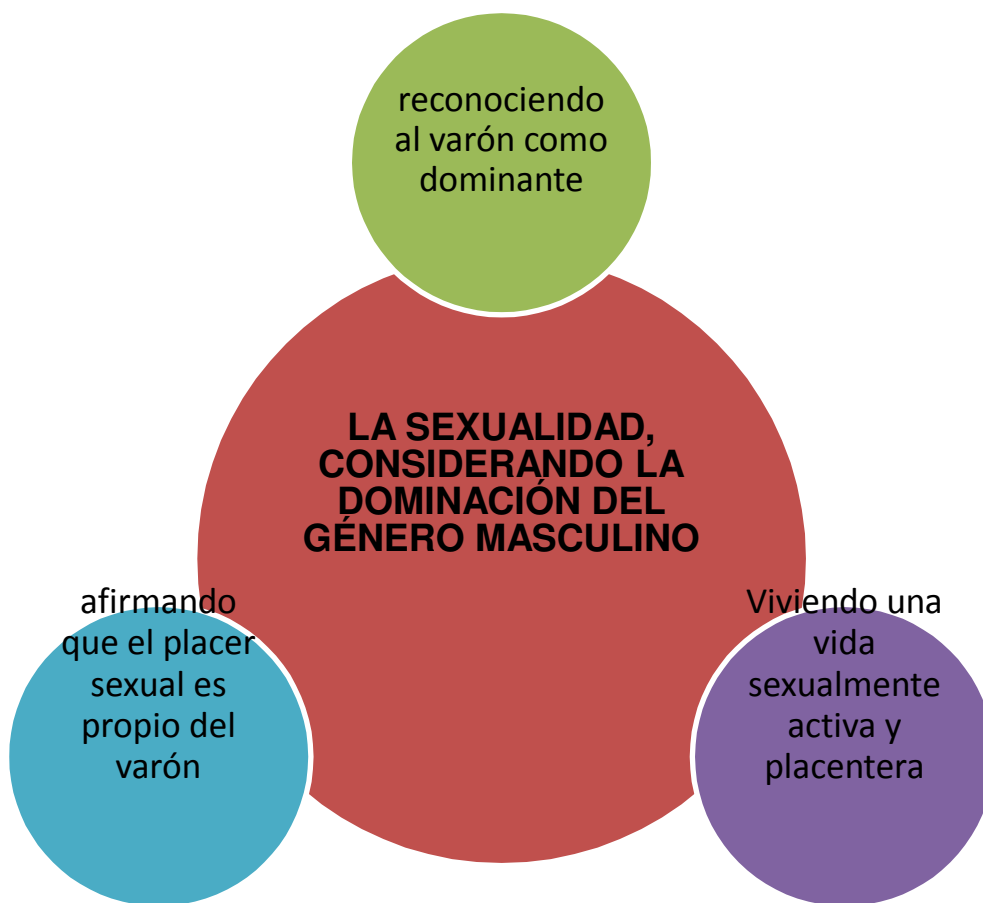 reconociendo
al varón como
dominante
LA SEXUALIDAD,
CONSIDERANDO LA
DOMINACIÓN DEL
GÉNERO MASCULINO
afirmando
que el placer
sexual es
propio del
varón
Viviendo una
vida
sexualmente
activa y
placentera